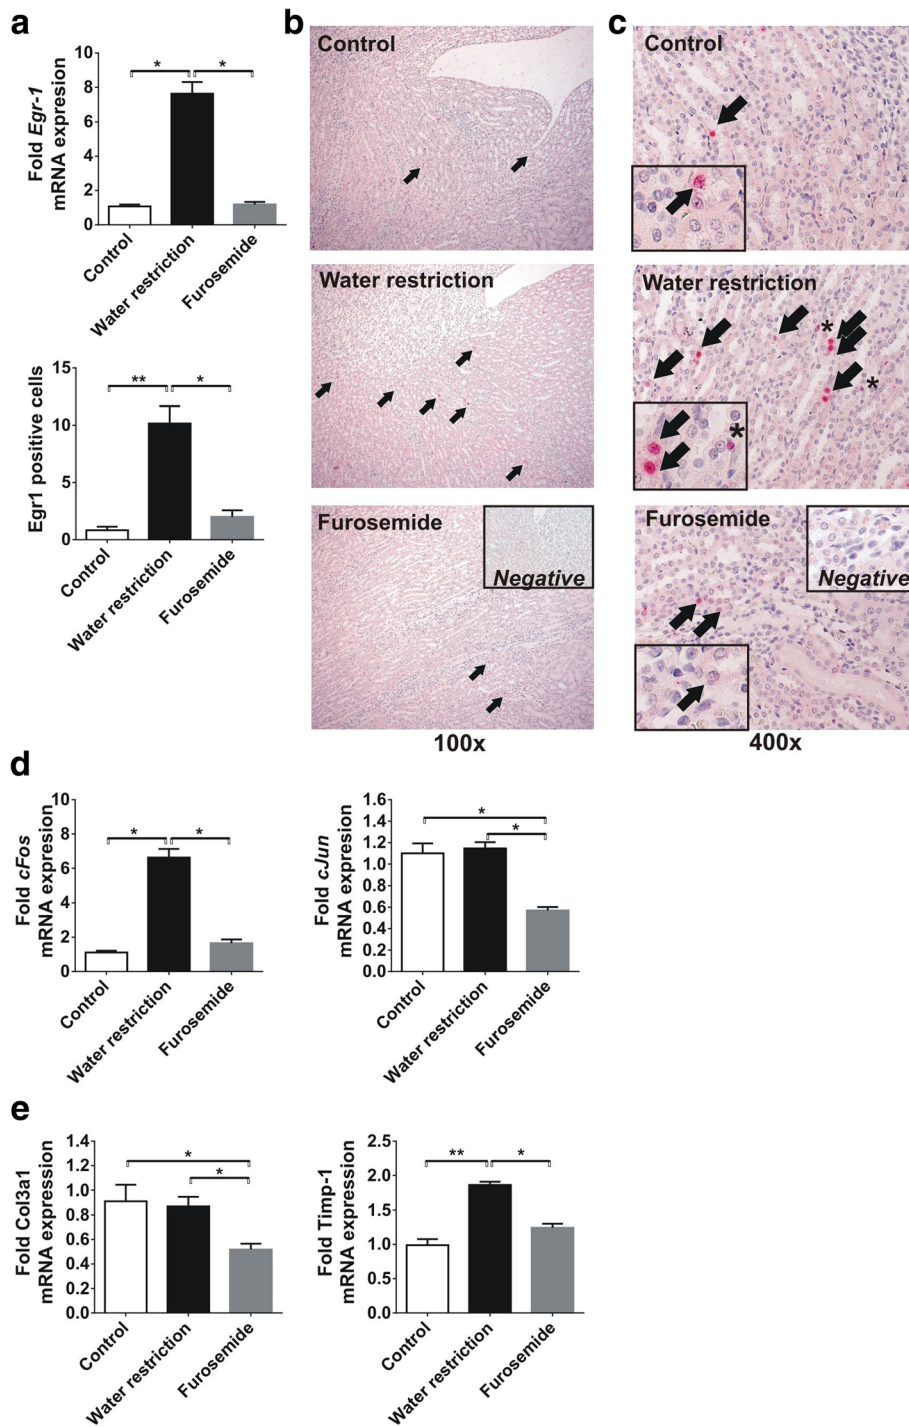 a
Fold Egr-1
mRNA expression
10
8
6
4
2
0
*
*
Control
Water restriction
Furosemide
Egr1 positive cells
15
10
5
0
**
*
Control
Water restriction
Furosemide
b
Control
Water restriction
Furosemide
Negative
100x
c
Control
Water restriction
*
*
*
Furosemide
Negative
400x
d
Fold cFos
mRNA expression
10
8
6
4
2
0
*
*
Control
Water restriction
Furosemide
Fold cJun
mRNA expression
1.6
1.4
1.2
1.0
0.8
0.6
0.4
0.2
0.0
*
*
Control
Water restriction
Furosemide
e
Fold Col3a1
mRNA expression
1.4
1.2
1.0
0.8
0.6
0.4
0.2
0.0
*
*
Control
Water restriction
Furosemide
Fold Timp-1
mRNA expression
2.5
2.0
1.5
1.0
0.5
0.0
**
*
Control
Water restriction
Furosemide